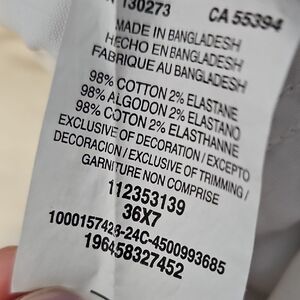 130273 CA 55394
MADE IN BANGLADESH
HECHO EN BANGLADESH
FABRIQUE AU BANGLADESH
98% COTTON 2% ELASTANE
98% ALGODON 2% ELASTANO
98% COTON 2% ELASTHANNE
EXCLUSIVE OF DECORATION / EXCEPTO
DECORACION / EXCLUSIVE OF TRIMMING /
GARNITURE NON COMPRISE
112353139
36X7
1000157428-24C-4500993685
196458327452